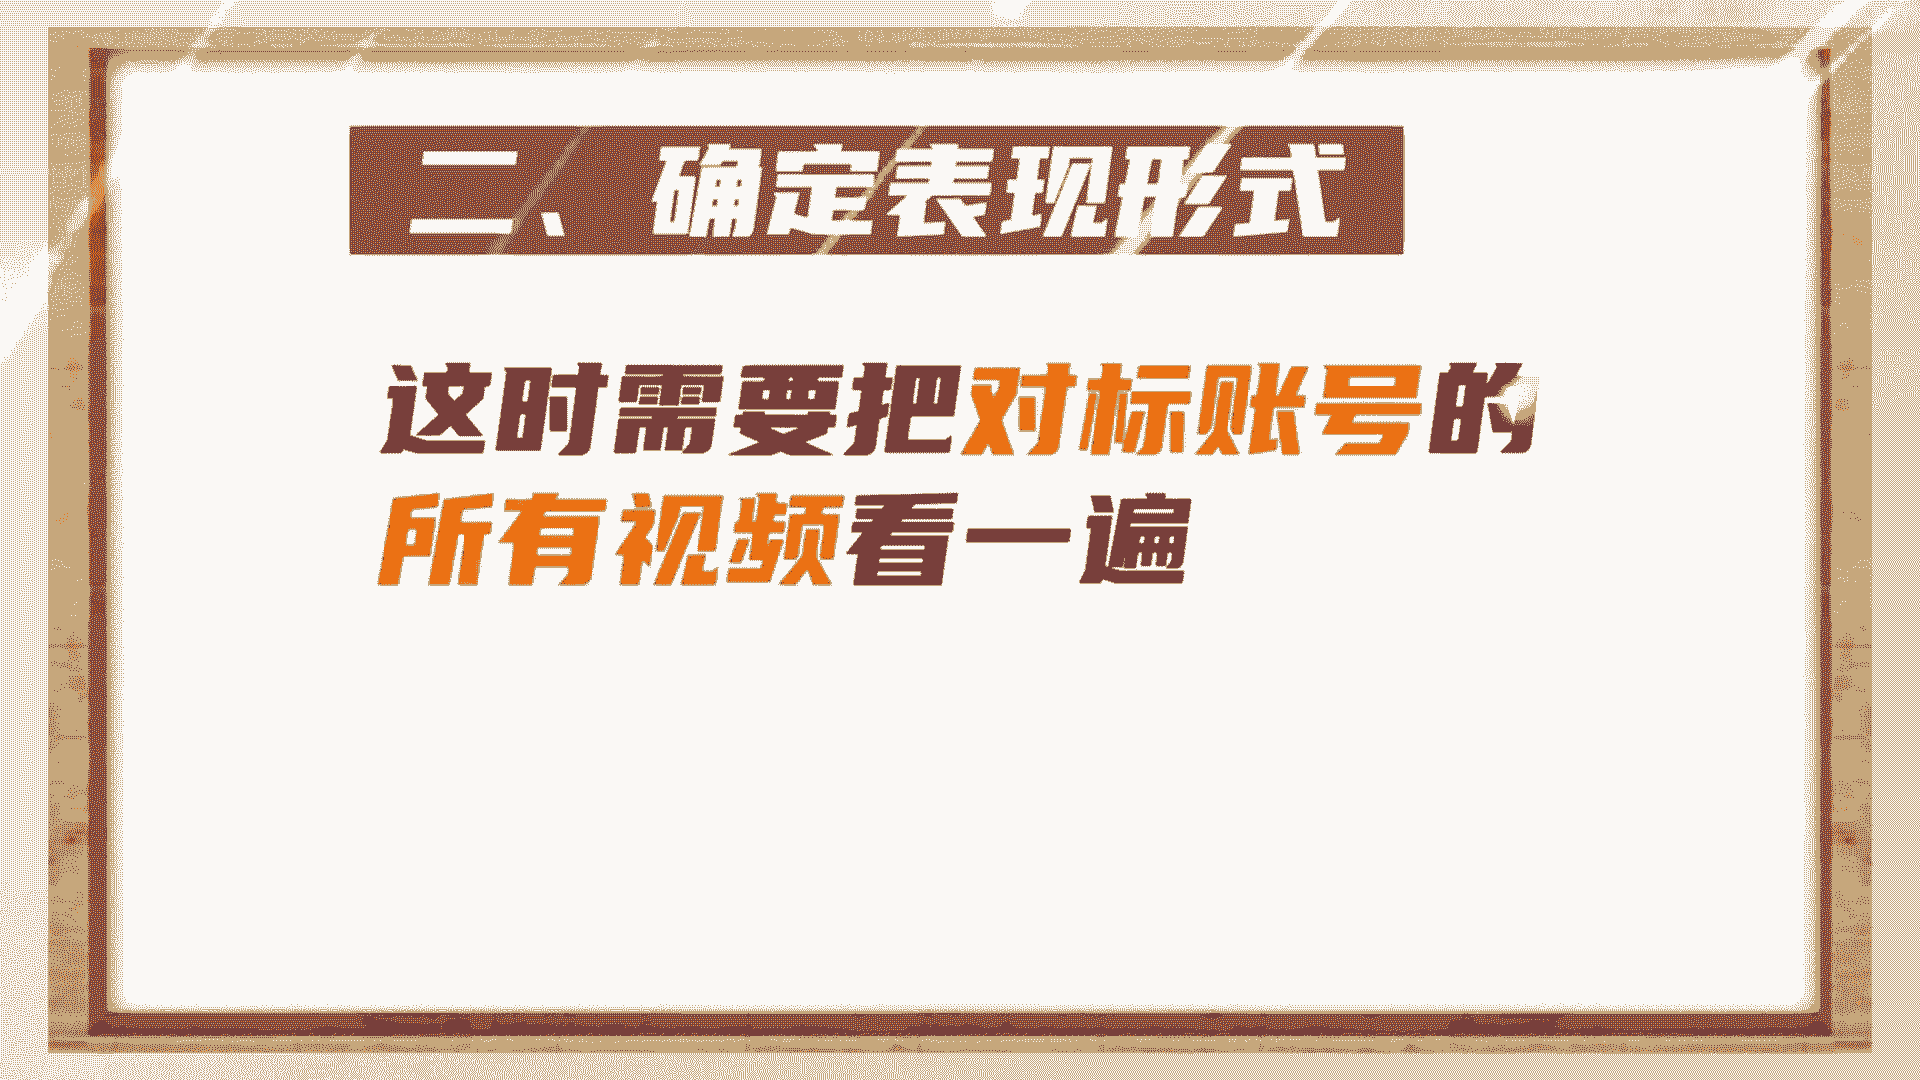 二、确定表现形式
这时需要把对标账号的
所有视频看一遍